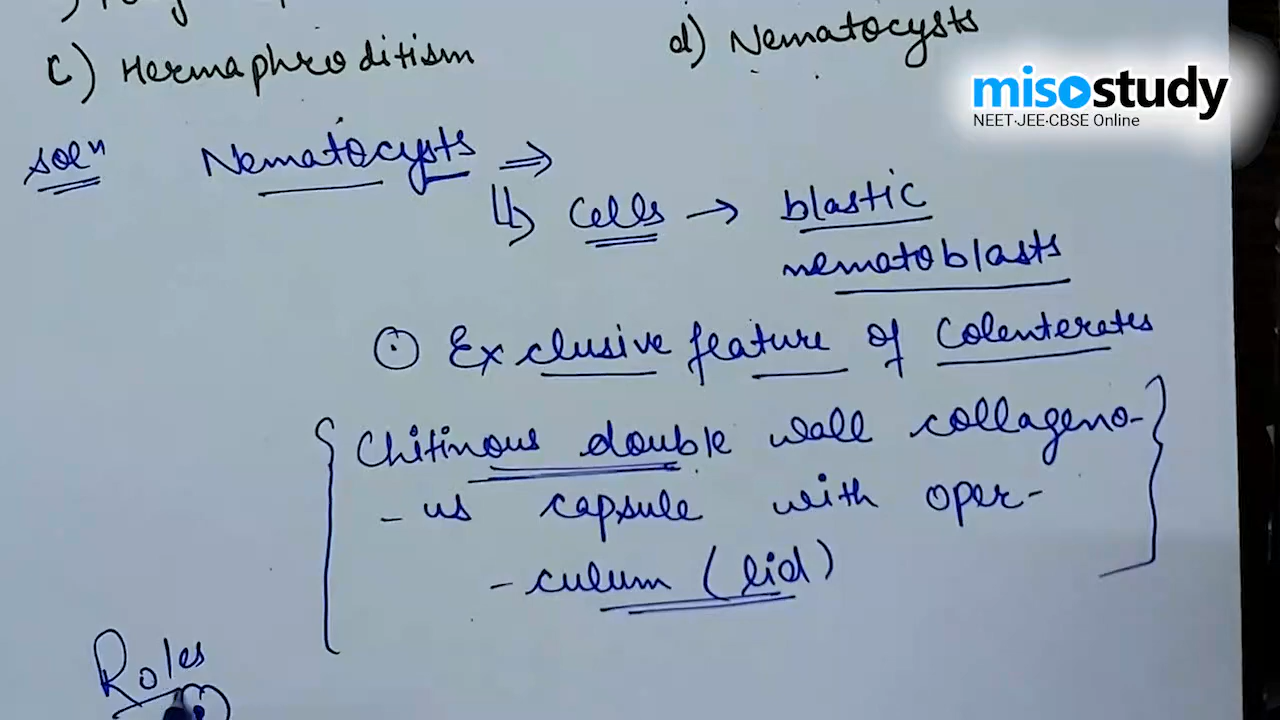 c) Hermaphroditism
d) Nematocysts
misostudy
NEET-JEE-CBSE Online
Solⁿ Nematocysts ⇒
↳ Cells → blastic
nematoblasts
⊙ Exclusive feature of Colenterates
{ Chitinous double wall collageno- }
- us capsule with oper-
- culum (lid)
Roles